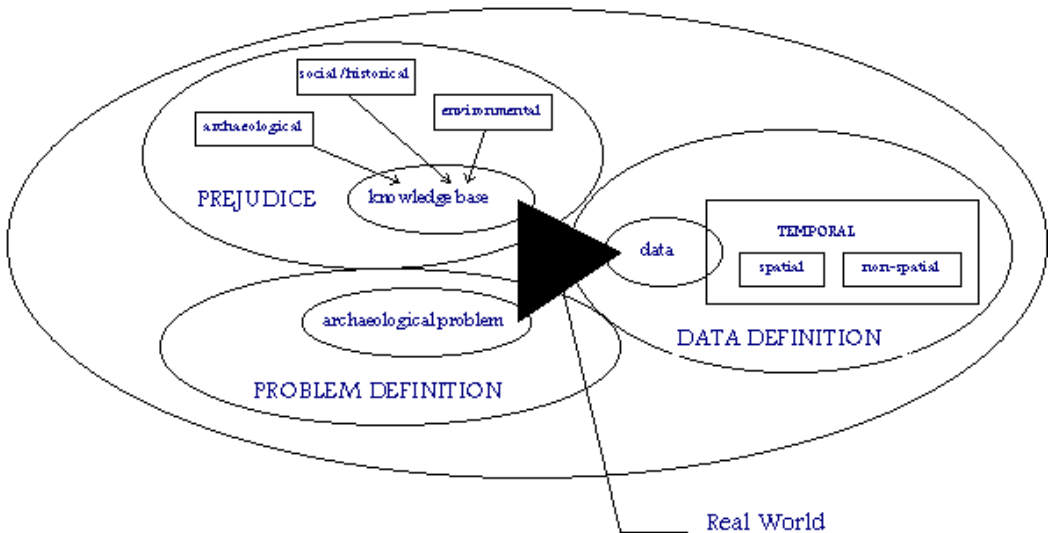 social/historical
environmental
archaeological
PREJUDICE
knowledge base
TEMPORAL
data
spatial
non-spatial
archaeological problem
DATA DEFINITION
PROBLEM DEFINITION
Real World